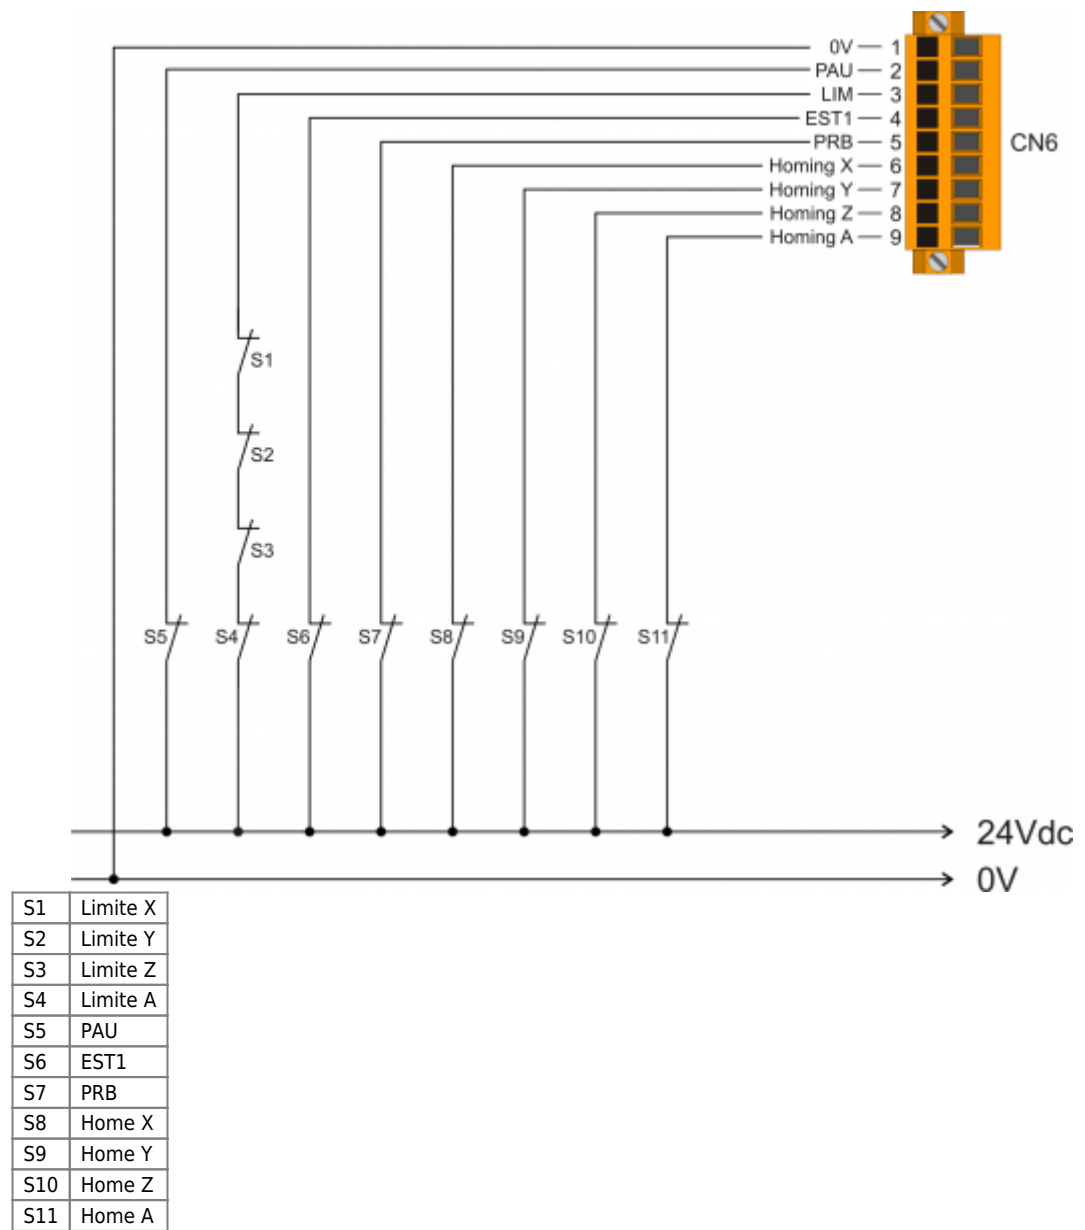 0V 1
PAU 2
LIM 3
EST1 4
PRB 5
CN6
Homing X 6
Homing Y 7
Homing Z 8
Homing A 9
S1
S2
S3
S5 S4 S6 S7 S8 S9 S10 S11
24Vdc
0V
S1 Limite X
S2 Limite Y
S3 Limite Z
S4 Limite A
S5 PAU
S6 EST1
S7 PRB
S8 Home X
S9 Home Y
S10 Home Z
S11 Home A